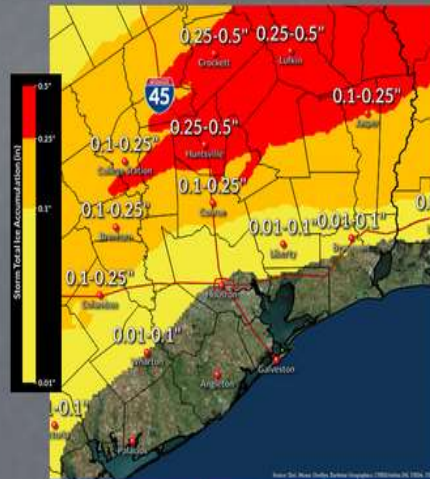 0.25-0.5" 0.25-0.5"
Crockett Lufkin
45
0.5"
0.1-0.25"
Jasper
0.25-0.5"
Huntsville
0.1-0.25"
College Station
0.25"
0.1-0.25"
Conroe
0.1"
0.1-0.25"
Brenham
0.01-0.1" 0.01-0.1"
Liberty
Storm Total Ice Accumulation (in)
0.1-0.25"
Columbus
Houston
0.01-0.1"
Wharton
Galveston
Angleton
0.01"
Palacios